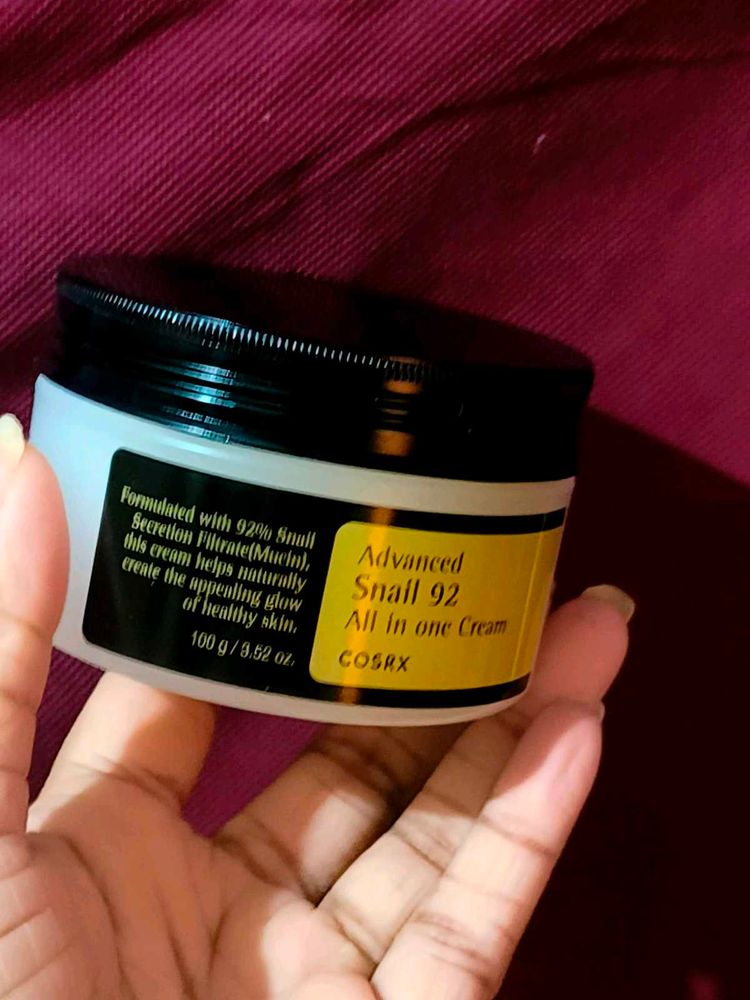 Formulated with 92% Snail
Secretion Filtrate(Mucin),
this cream helps naturally
create the appealing glow
of healthy skin.
100 g / 3.52 oz.
Advanced
Snail 92
All in one Cream
COSRX